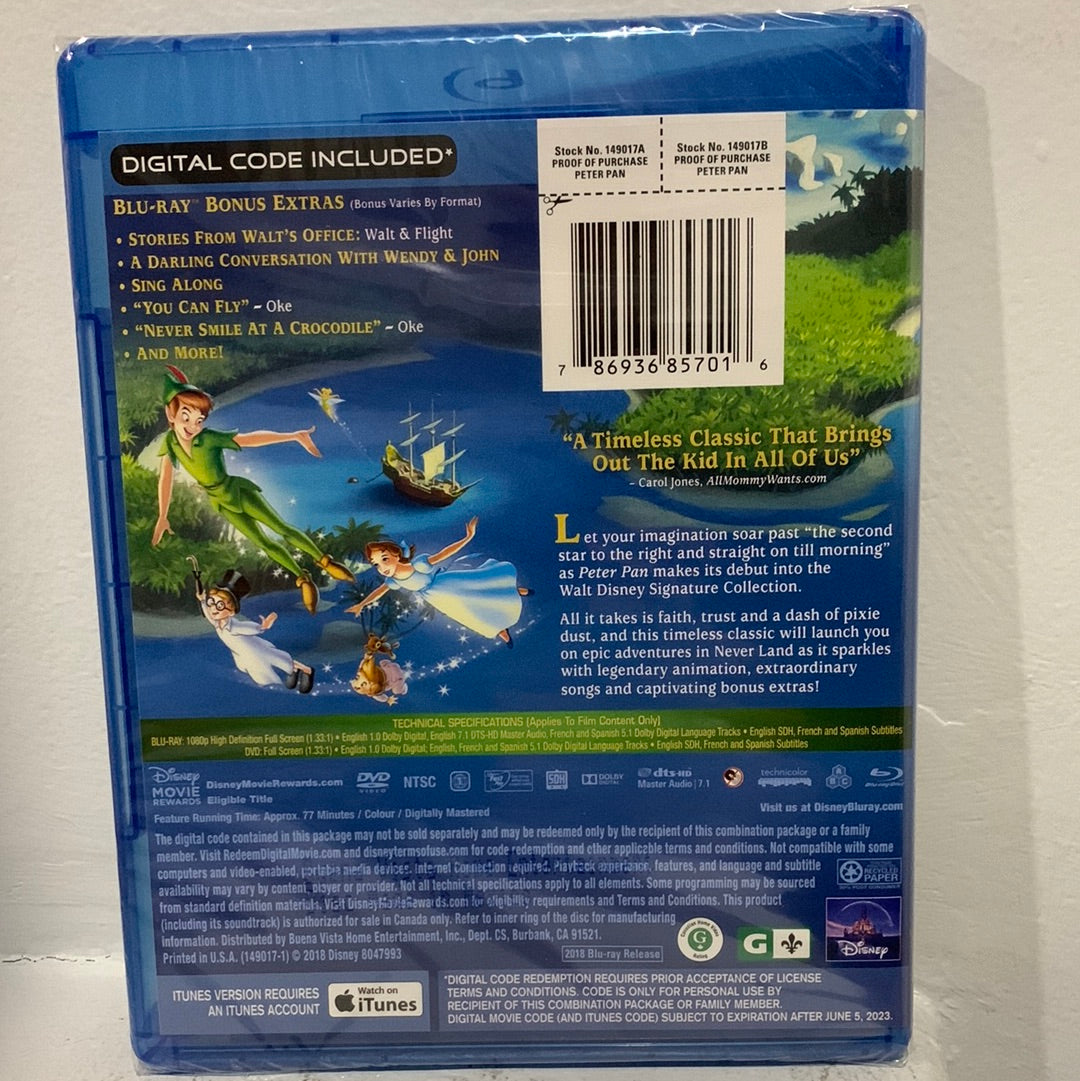 DIGITAL CODE INCLUDED*
BLU-RAY™ BONUS EXTRAS (Bonus Varies By Format)
• STORIES FROM WALT'S OFFICE: Walt & Flight
• A DARLING CONVERSATION WITH WENDY & JOHN
• SING ALONG
• "YOU CAN FLY" – Oke
• "NEVER SMILE AT A CROCODILE" – Oke
• AND MORE!
Stock No. 149017A
PROOF OF PURCHASE
PETER PAN
Stock No. 149017B
PROOF OF PURCHASE
PETER PAN
7 86936 85701 6
"A Timeless Classic That Brings
Out The Kid In All Of Us"
– Carol Jones, AllMommyWants.com
Let your imagination soar past "the second
star to the right and straight on till morning"
as Peter Pan makes its debut into the
Walt Disney Signature Collection.
All it takes is faith, trust and a dash of pixie
dust, and this timeless classic will launch you
on epic adventures in Never Land as it sparkles
with legendary animation, extraordinary
songs and captivating bonus extras!
TECHNICAL SPECIFICATIONS (Applies To Film Content Only)
BLU-RAY: 1080p High Definition Full Screen (1.33:1) • English 1.0 Dolby Digital, English 7.1 DTS-HD Master Audio, French and Spanish 5.1 Dolby Digital Language Tracks • English SDH, French and Spanish Subtitles
DVD: Full Screen (1.33:1) • English 1.0 Dolby Digital; English, French and Spanish 5.1 Dolby Digital Language Tracks • English SDH, French and Spanish Subtitles
Disney MOVIE REWARDS
DisneyMovieRewards.com
Eligible Title
DVD VIDEO
NTSC
1
SDH
DOLBY DIGITAL
dts-HD Master Audio | 7.1
technicolor
A B C
Blu-ray Disc
Visit us at DisneyBluray.com
Feature Running Time: Approx. 77 Minutes / Colour / Digitally Mastered
The digital code contained in this package may not be sold separately and may be redeemed only by the recipient of this combination package or a family
member. Visit RedeemDigitalMovie.com and disneytermsofuse.com for code redemption and other applicable terms and conditions. Not compatible with some
computers and video-enabled, portable media devices. Internet Connection required. Playback experience, features, and language and subtitle
availability may vary by content player or provider. Not all technical specifications apply to all elements. Some programming may be sourced
from standard definition materials. Visit DisneyMovieRewards.com for eligibility requirements and Terms and Conditions. This product
(including its soundtrack) is authorized for sale in Canada only. Refer to inner ring of the disc for manufacturing
information. Distributed by Buena Vista Home Entertainment, Inc., Dept. CS, Burbank, CA 91521.
Printed in U.S.A. (149017-1) © 2018 Disney 8047993
2018 Blu-ray Release
RECYCLED
PAPER
Canadian Home Video
G
Rated
G
Disney
ITUNES VERSION REQUIRES
AN ITUNES ACCOUNT
Watch on
iTunes
*DIGITAL CODE REDEMPTION REQUIRES PRIOR ACCEPTANCE OF LICENSE
TERMS AND CONDITIONS. CODE IS ONLY FOR PERSONAL USE BY
RECIPIENT OF THIS COMBINATION PACKAGE OR FAMILY MEMBER.
DIGITAL MOVIE CODE (AND ITUNES CODE) SUBJECT TO EXPIRATION AFTER JUNE 5, 2023.